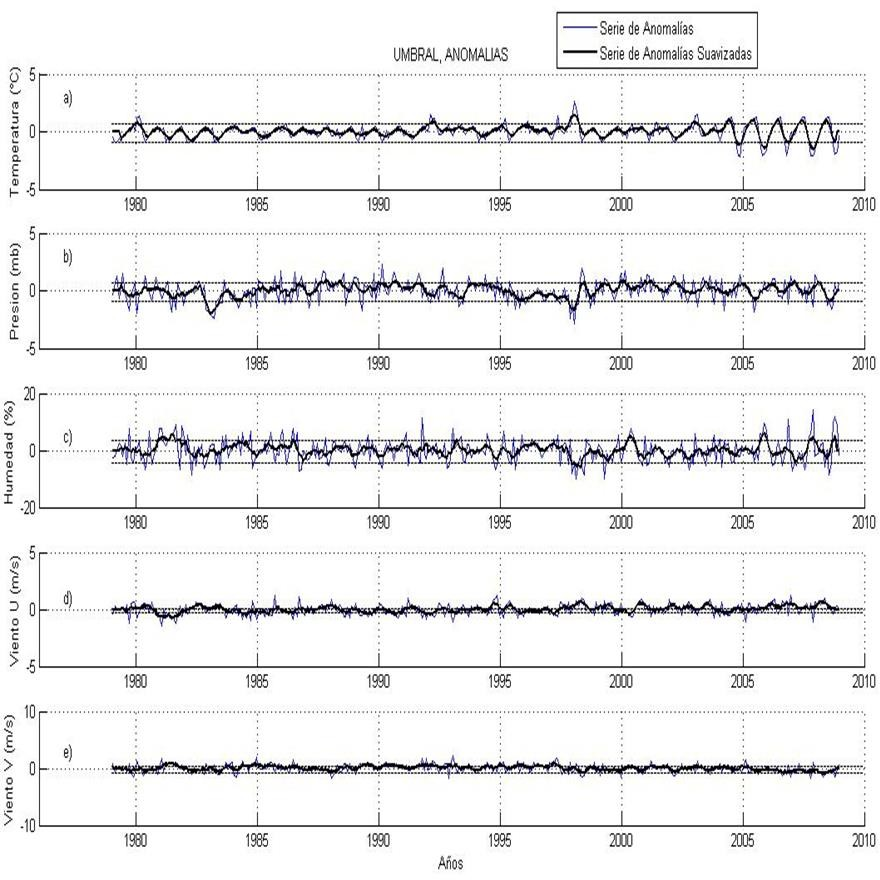 Serie de Anomalías
UMBRAL, ANOMALIAS
Serie de Anomalías Suavizadas
Temperatura (°C)
5
0
-5
a)
1980 1985 1990 1995 2000 2005 2010
Presion (mb)
5
0
-5
b)
1980 1985 1990 1995 2000 2005 2010
Humedad (%)
20
0
-20
c)
1980 1985 1990 1995 2000 2005 2010
Viento U (m/s)
5
0
-5
d)
1980 1985 1990 1995 2000 2005 2010
Viento V (m/s)
10
0
-10
e)
1980 1985 1990 1995 2000 2005 2010
Años